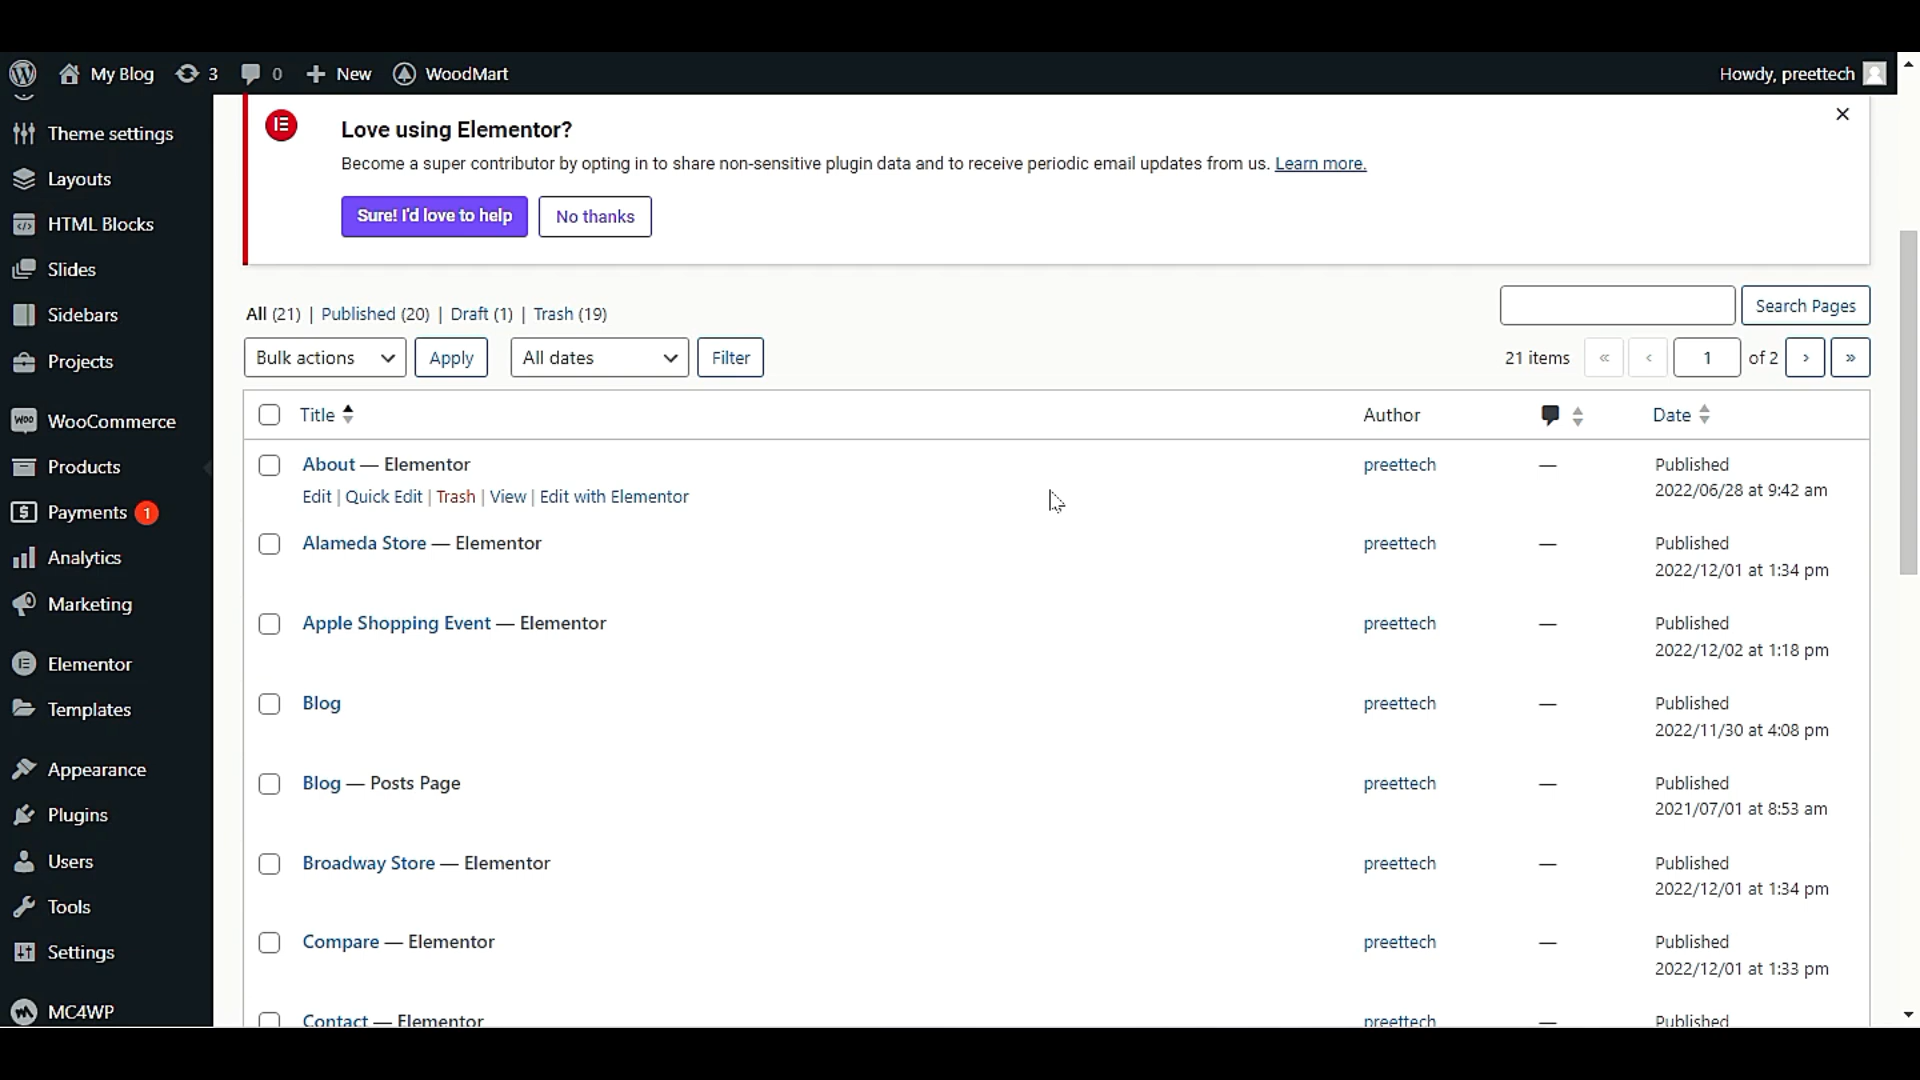 My Blog 3 0 New WoodMart Howdy, preettech
Theme settings
Layouts
HTML Blocks
Slides
Sidebars
Projects
WooCommerce
Products
Payments 1
Analytics
Marketing
Elementor
Templates
Appearance
Plugins
Users
Tools
Settings
MC4WP
Love using Elementor?
Become a super contributor by opting in to share non-sensitive plugin data and to receive periodic email updates from us. Learn more.
Sure! I'd love to help No thanks
All (21) | Published (20) | Draft (1) | Trash (19)
Search Pages
Bulk actions Apply All dates Filter 21 items « ‹ 1 of 2 › »
Title Author Date
About — Elementor preettech — Published
Edit | Quick Edit | Trash | View | Edit with Elementor 2022/06/28 at 9:42 am
Alameda Store — Elementor preettech — Published
2022/12/01 at 1:34 pm
Apple Shopping Event — Elementor preettech — Published
2022/12/02 at 1:18 pm
Blog preettech — Published
2022/11/30 at 4:08 pm
Blog — Posts Page preettech — Published
2021/07/01 at 8:53 am
Broadway Store — Elementor preettech — Published
2022/12/01 at 1:34 pm
Compare — Elementor preettech — Published
2022/12/01 at 1:33 pm
Contact — Elementor preettech — Published